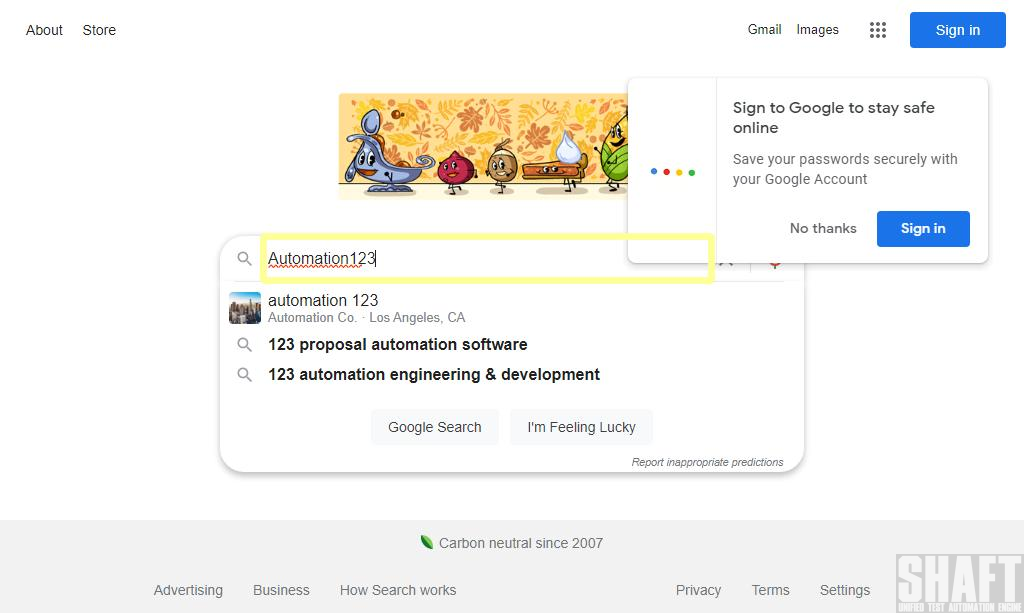 About Store
Gmail Images Sign in
Sign to Google to stay safe
online
Save your passwords securely with
your Google Account
No thanks Sign in
Automation123
automation 123
Automation Co. · Los Angeles, CA
123 proposal automation software
123 automation engineering & development
Google Search I'm Feeling Lucky
Report inappropriate predictions
Carbon neutral since 2007
Advertising Business How Search works
Privacy Terms Settings
SHAFT
UNIFIED TEST AUTOMATION ENGINE